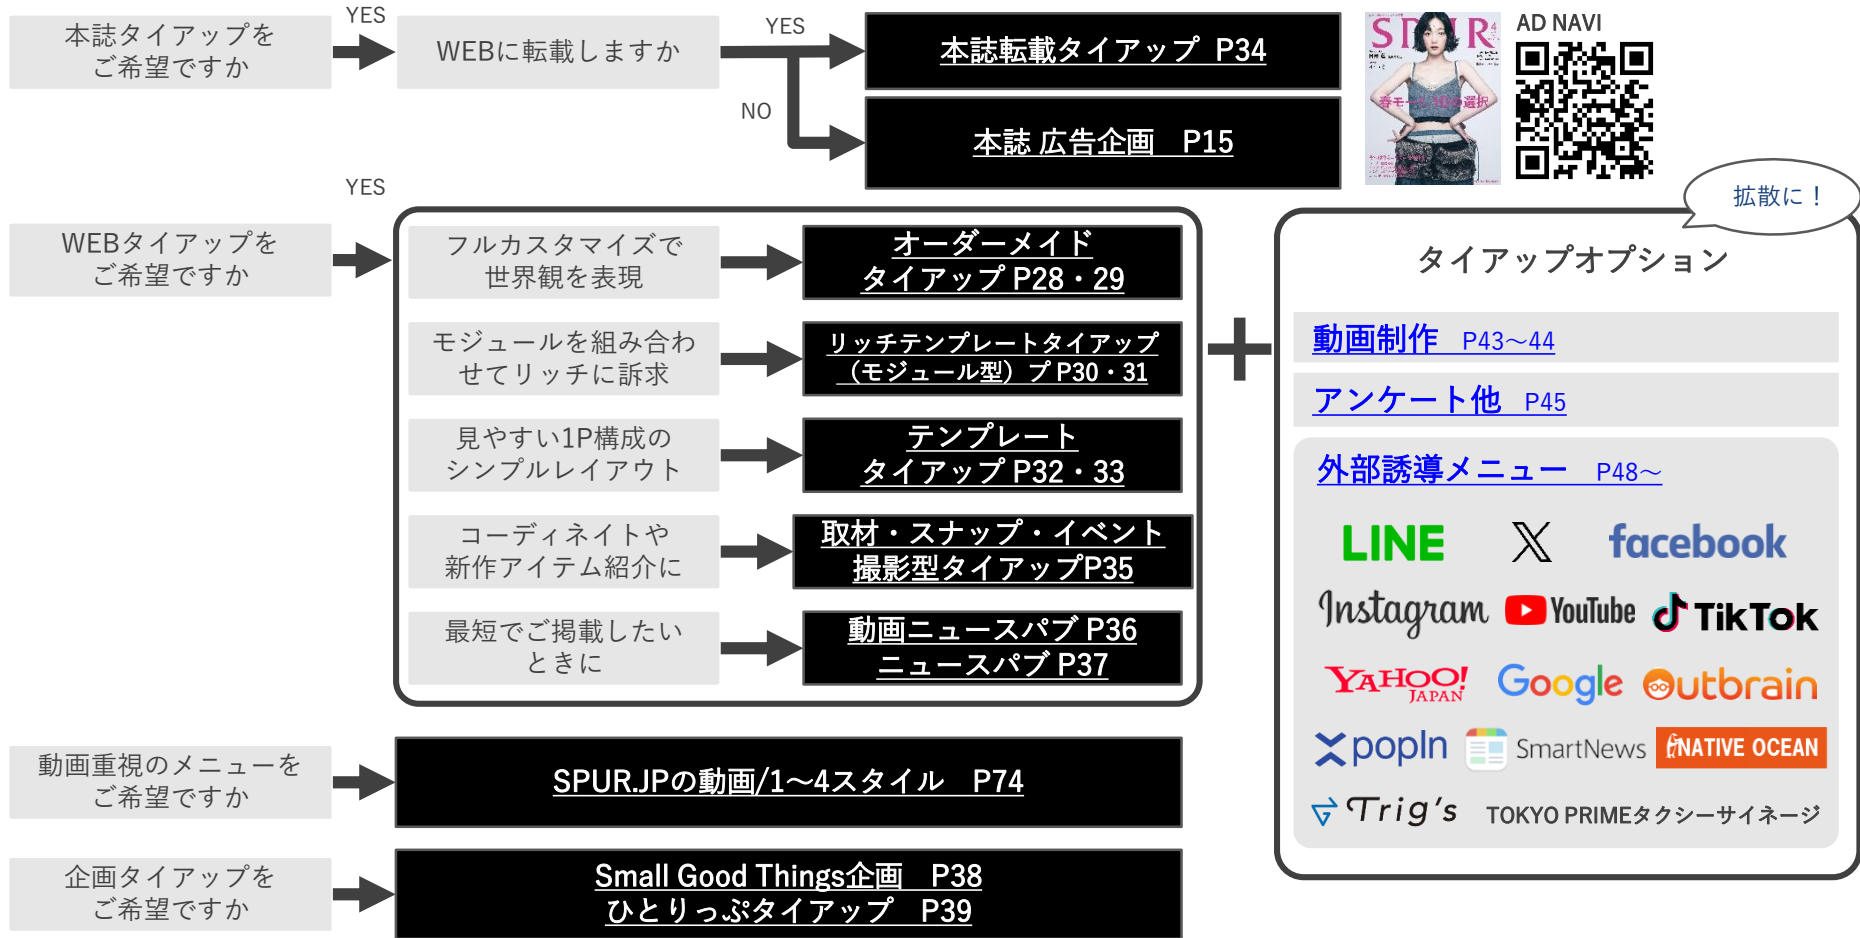 本誌タイアップを
ご希望ですか
YES
WEBに転載しますか
YES
本誌転載タイアップ P34
NO
本誌 広告企画 P15
SPUR
春モード
の選択
AD NAVI
WEBタイアップを
ご希望ですか
YES
フルカスタマイズで
世界観を表現
オーダーメイド
タイアップ P28・29
モジュールを組み合わ
せてリッチに訴求
リッチテンプレートタイアップ
(モジュール型)プ P30・31
見やすい1P構成の
シンプルレイアウト
テンプレート
タイアップ P32・33
コーディネイトや
新作アイテム紹介に
取材・スナップ・イベント
撮影型タイアップP35
最短でご掲載したい
ときに
動画ニュースパブ P36
ニュースパブ P37
拡散に！
タイアップオプション
動画制作 P43〜44
アンケート他 P45
外部誘導メニュー P48〜
LINE
X
facebook
Instagram
YouTube
TikTok
YAHOO!
JAPAN
Google
Outbrain
popIn
SmartNews
NATIVE OCEAN
Trig's
TOKYO PRIMEタクシーサイネージ
動画重視のメニューを
ご希望ですか
SPUR.JPの動画/1〜4スタイル P74
企画タイアップを
ご希望ですか
Small Good Things企画 P38
ひとりっぷタイアップ P39